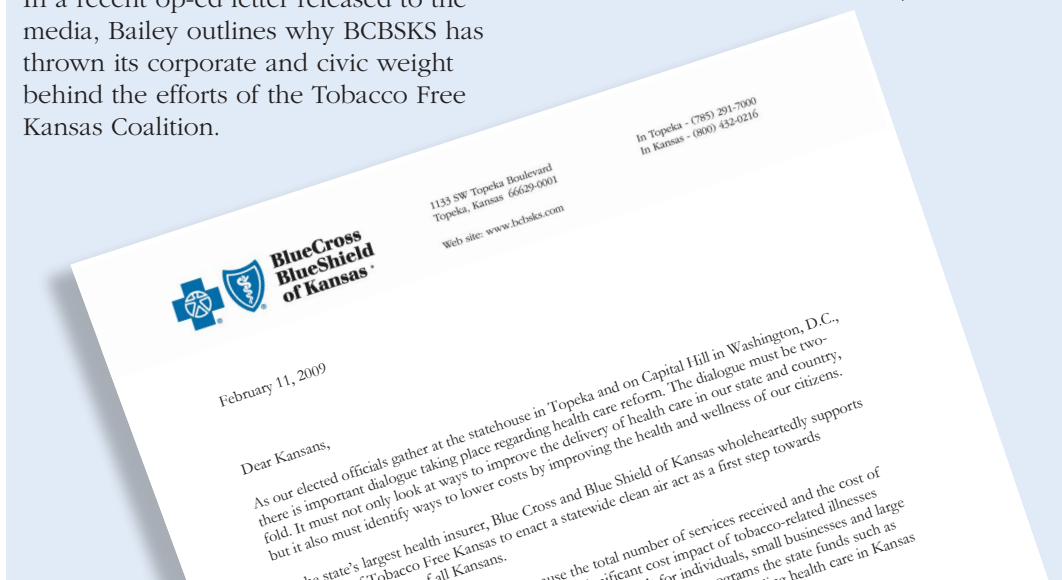 In a recent op-ed letter released to the
media, Bailey outlines why BCBSKS has
thrown its corporate and civic weight
behind the efforts of the Tobacco Free
Kansas Coalition.
In Topeka - (785) 291-7000
In Kansas - (800) 432-0216
1133 SW Topeka Boulevard
Topeka, Kansas 66629-0001
Web site: www.bcbsks.com
BlueCross
BlueShield
of Kansas
February 11, 2009
Dear Kansans,
As our elected officials gather at the statehouse in Topeka and on Capital Hill in Washington, D.C.,
there is important dialogue taking place regarding health care reform. The dialogue must be two-
fold. It must not only look at ways to improve the delivery of health care in our state and country,
but it also must identify ways to lower costs by improving the health and wellness of our citizens.
state's largest health insurer, Blue Cross and Blue Shield of Kansas wholeheartedly supports
of Tobacco Free Kansas to enact a statewide clean air act as a first step towards
of all Kansans.
the total number of services received and the cost of
cost impact of tobacco-related illnesses
for individuals, small businesses and large
the state funds such as
health care in Kansas